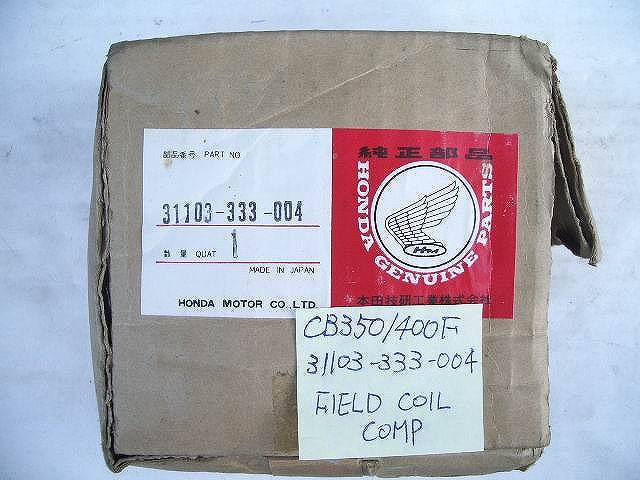 部品番号 PART NO
31103-333-004
数量 QUAT 1
MADE IN JAPAN
HONDA MOTOR CO.,LTD.
純正部品
HONDA GENUINE PARTS
HM
本田技研工業株式会社
CB350/400F
31103-333-004
FIELD COIL
COMP